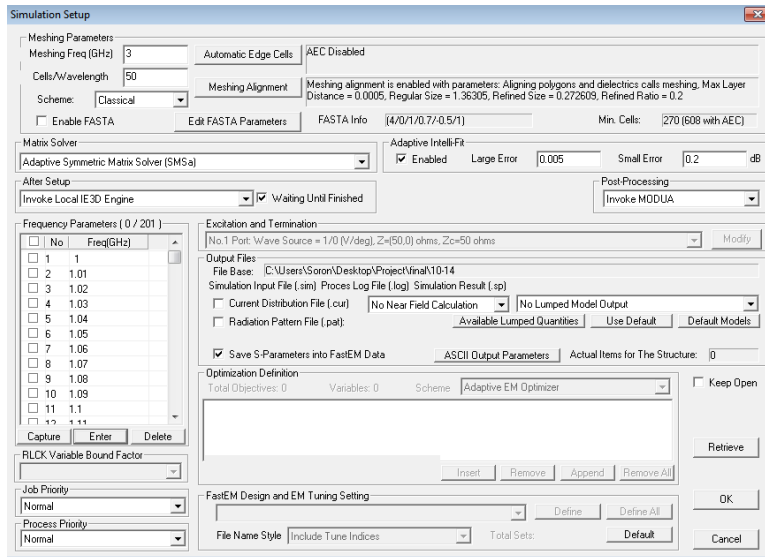 Simulation Setup
Meshing Parameters
Meshing Freq (GHz) 3
Automatic Edge Cells
AEC Disabled
Cells/Wavelength 50
Meshing Alignment
Meshing alignment is enabled with parameters: Aligning polygons and dielectrics calls meshing, Max Layer
Distance = 0.0005, Regular Size = 1.36305, Refined Size = 0.272609, Refined Ratio = 0.2
Scheme: Classical
Enable FASTA
Edit FASTA Parameters
FASTA Info (4/0/1/0.7/-0.5/1)
Min. Cells: 270 (608 with AEC)
Matrix Solver
Adaptive Symmetric Matrix Solver (SMSa)
Adaptive Intelli-Fit
Enabled Large Error 0.005 Small Error 0.2 dB
After Setup
Invoke Local IE3D Engine
Waiting Until Finished
Post-Processing
Invoke MODUA
Frequency Parameters ( 0 / 201 )
No Freq(GHz)
1 1
2 1.01
3 1.02
4 1.03
5 1.04
6 1.05
7 1.06
8 1.07
9 1.08
10 1.09
11 1.1
12 1.11
Capture Enter Delete
RLCK Variable Bound Factor
Job Priority
Normal
Process Priority
Normal
Excitation and Termination
No.1 Port: Wave Source = 1/0 (V/deg), Z=(50,0) ohms, Zc=50 ohms
Modify
Output Files
File Base: C:\Users\Soron\Desktop\Project\final\10-14
Simulation Input File (.sim) Proces Log File (.log) Simulation Result (.sp)
Current Distribution File (.cur) No Near Field Calculation No Lumped Model Output
Radiation Pattern File (.pat): Available Lumped Quantities Use Default Default Models
Save S-Parameters into FastEM Data ASCII Output Parameters Actual Items for The Structure: 0
Optimization Definition
Total Objectives: 0 Variables: 0 Scheme Adaptive EM Optimizer
Insert Remove Append Remove All
Keep Open
Retrieve
FastEM Design and EM Tuning Setting
Define Define All
File Name Style Include Tune Indices Total Sets: Default
OK
Cancel